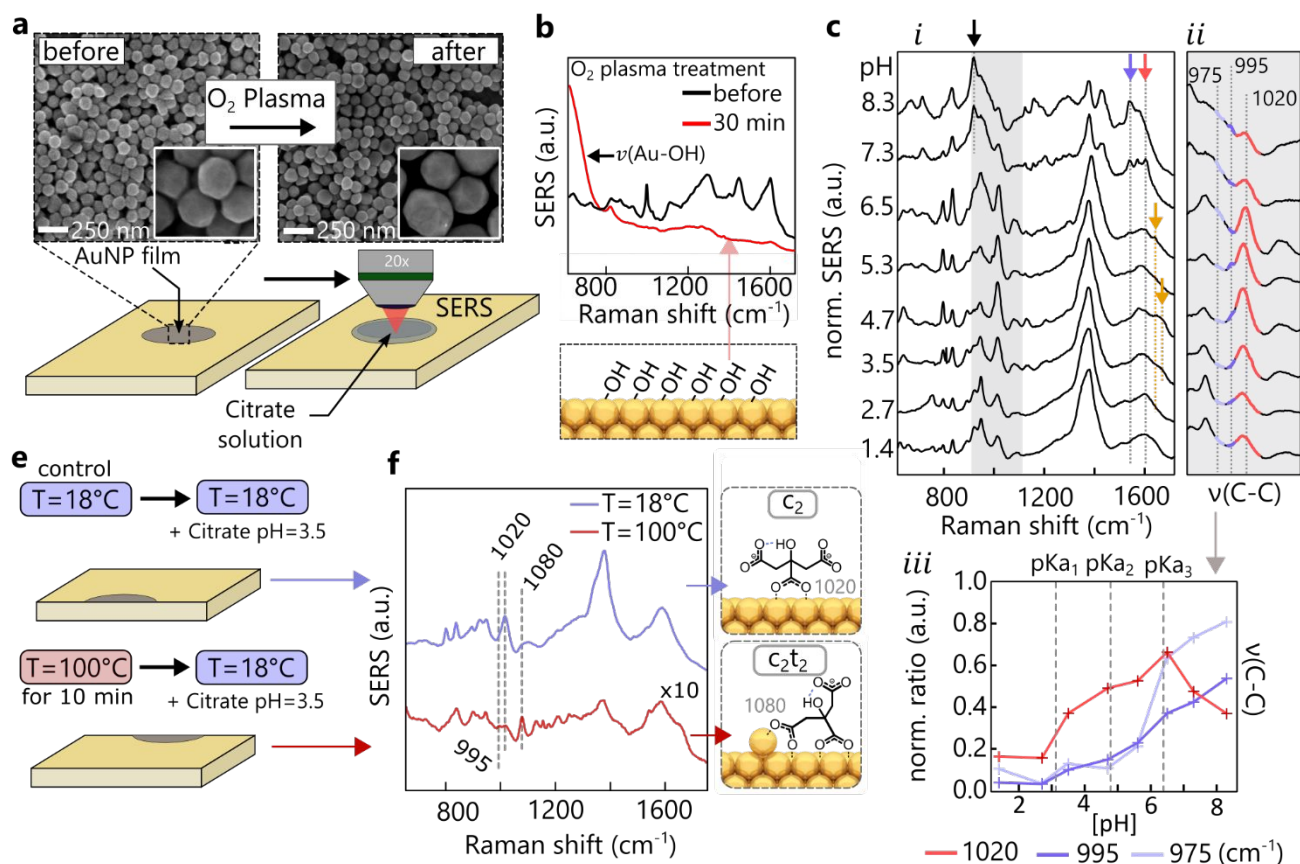 a
before
after
O₂ Plasma
250 nm
250 nm
AuNP film
20x
SERS
Citrate
solution
b
O₂ plasma treatment
before
30 min
ν(Au-OH)
SERS (a.u.)
800
1200
1600
Raman shift (cm⁻¹)
-OH
-OH
-OH
-OH
-OH
-OH
c
i
pH
8.3
7.3
6.5
5.3
4.7
3.5
2.7
1.4
norm. SERS (a.u.)
800
1200
1600
Raman shift (cm⁻¹)
ii
975
995
1020
ν(C-C)
iii
pKa₁
pKa₂
pKa₃
norm. ratio (a.u.)
1.0
0.8
0.6
0.4
0.2
0.0
2
4
6
8
[pH]
ν(C-C)
1020
995
975 (cm⁻¹)
e
control
T=18°C
T=18°C
+ Citrate pH=3.5
T=100°C
for 10 min
T=18°C
+ Citrate pH=3.5
f
T=18°C
T=100°C
1020
1080
995
x10
SERS (a.u.)
800
1200
1600
Raman shift (cm⁻¹)
c₂
O
HO
O
O
O
O
O
1020
c₂t₂
1080
O
O
O
HO
O
O
O